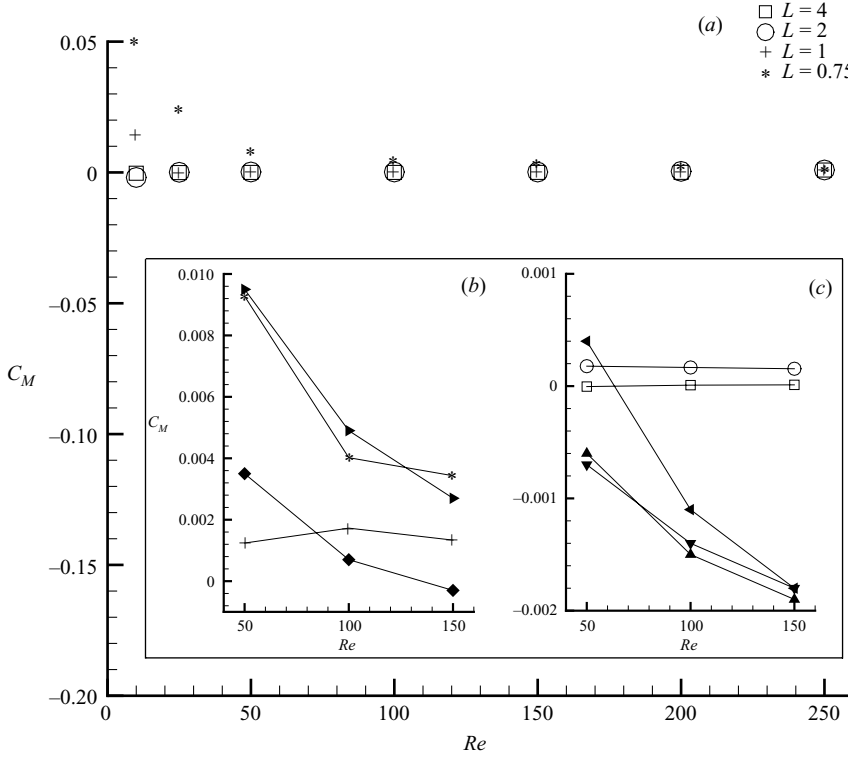 (a)
L = 4
L = 2
L = 1
L = 0.75
0.05
0
−0.05
−0.10
−0.15
−0.20
C_M
0
50
100
150
200
250
Re
(b)
0.010
0.008
0.006
0.004
0.002
0
C_M
50
100
150
Re
(c)
0.001
0
−0.001
−0.002
50
100
150
Re